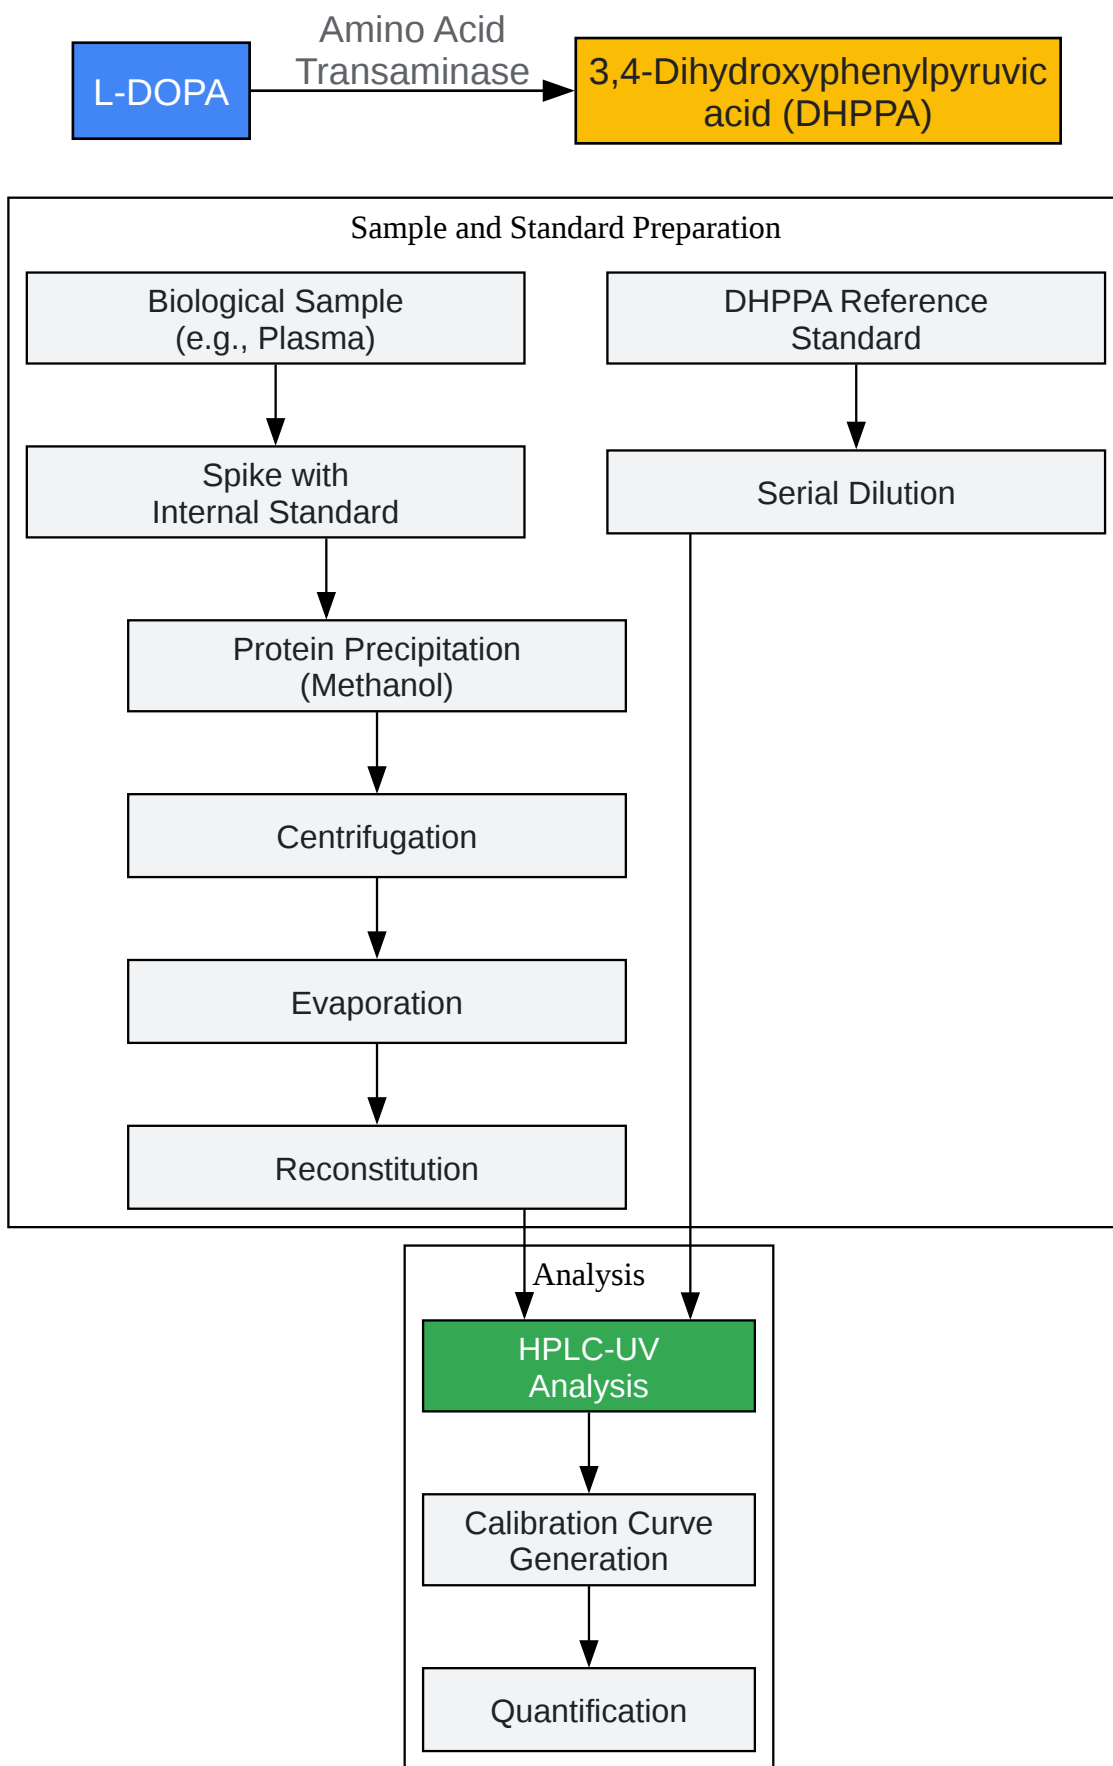 Amino Acid
Transaminase
L-DOPA
3,4-Dihydroxyphenylpyruvic
acid (DHPPA)
Sample and Standard Preparation
Biological Sample
(e.g., Plasma)
DHPPA Reference
Standard
Spike with
Internal Standard
Serial Dilution
Protein Precipitation
(Methanol)
Centrifugation
Evaporation
Reconstitution
Analysis
HPLC-UV
Analysis
Calibration Curve
Generation
Quantification